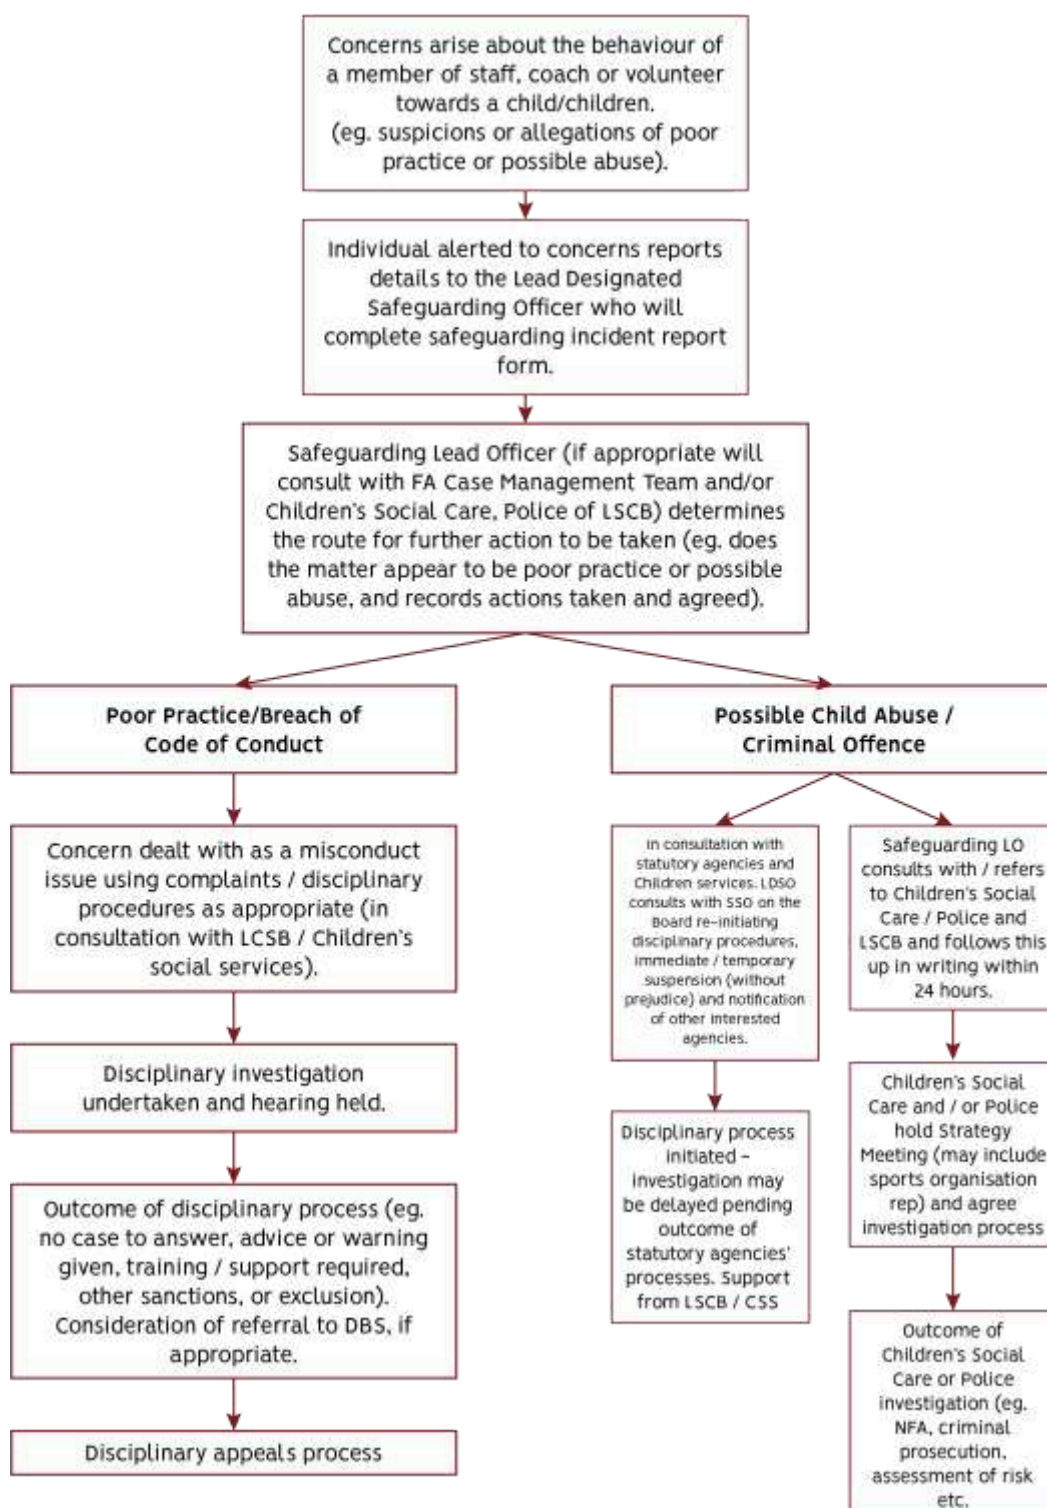 Concerns arise about the behaviour of
a member of staff, coach or volunteer
towards a child/children.
(eg. suspicions or allegations of poor
practice or possible abuse).
Individual alerted to concerns reports
details to the Lead Designated
Safeguarding Officer who will
complete safeguarding incident report
form.
Safeguarding Lead Officer (if appropriate will
consult with FA Case Management Team and/or
Children's Social Care, Police of LSCB) determines
the route for further action to be taken (eg. does
the matter appear to be poor practice or possible
abuse, and records actions taken and agreed).
Poor Practice/Breach of
Code of Conduct
Concern dealt with as a misconduct
issue using complaints / disciplinary
procedures as appropriate (in
consultation with LCSB / Children's
social services).
Disciplinary investigation
undertaken and hearing held.
Outcome of disciplinary process (eg.
no case to answer, advice or warning
given, training / support required,
other sanctions, or exclusion).
Consideration of referral to DBS, if
appropriate.
Disciplinary appeals process
Possible Child Abuse /
Criminal Offence
In consultation with
statutory agencies and
Children services. LDSO
consults with SSO on the
Board re-initiating
disciplinary procedures,
immediate / temporary
suspension (without
prejudice) and notification
of other interested
agencies.
Disciplinary process
initiated –
investigation may
be delayed pending
outcome of
statutory agencies'
processes. Support
from LSCB / CSS
Safeguarding LO
consults with / refers
to Children's Social
Care / Police and
LSCB and follows this
up in writing within
24 hours.
Children's Social
Care and / or Police
hold Strategy
Meeting (may include
sports organisation
rep) and agree
investigation process
Outcome of
Children's Social
Care or Police
investigation (eg.
NFA, criminal
prosecution,
assessment of risk
etc.